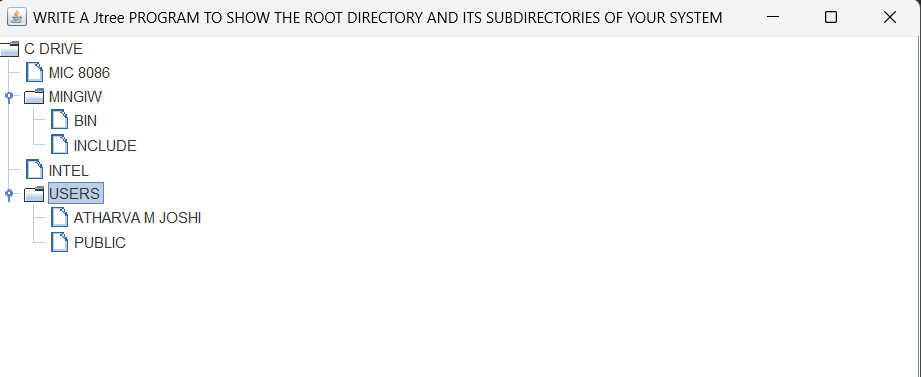 WRITE A Jtree PROGRAM TO SHOW THE ROOT DIRECTORY AND ITS SUBDIRECTORIES OF YOUR SYSTEM
C DRIVE
MIC 8086
MINGIW
BIN
INCLUDE
INTEL
USERS
ATHARVA M JOSHI
PUBLIC